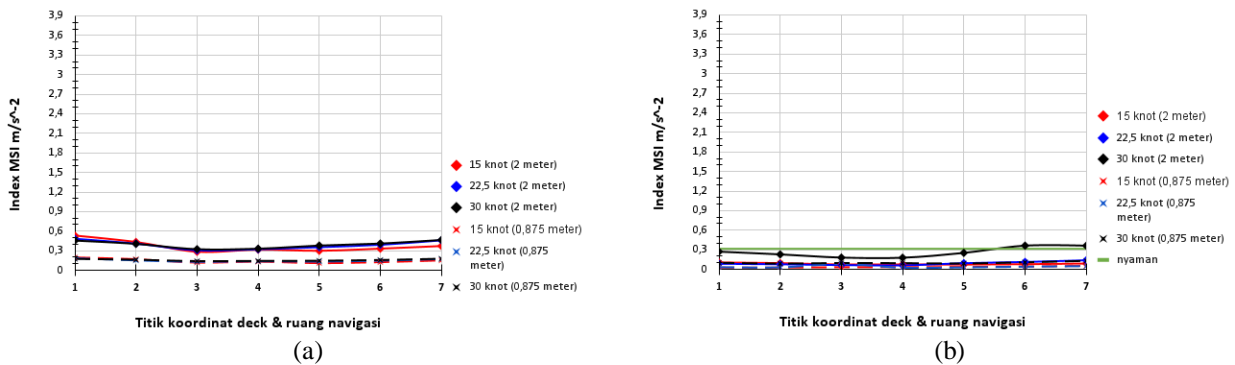 3,9
3,6
3,3
3
2,7
2,4
2,1
1,8
1,5
1,2
0,9
0,6
0,3
0
Index MSI m/s^-2
1 2 3 4 5 6 7
Titik koordinat deck & ruang navigasi
15 knot (2 meter)
22,5 knot (2 meter)
30 knot (2 meter)
15 knot (0,875 meter)
22,5 knot (0,875
meter)
30 knot (0,875 meter)
(a)
3,9
3,6
3,3
3
2,7
2,4
2,1
1,8
1,5
1,2
0,9
0,6
0,3
0
Index MSI m/s^-2
1 2 3 4 5 6 7
Titik koordinat deck & ruang navigasi
15 knot (2 meter)
22,5 knot (2 meter)
30 knot (2 meter)
15 knot (0,875 meter)
22,5 knot (0,875
meter)
30 knot (0,875 meter)
nyaman
(b)